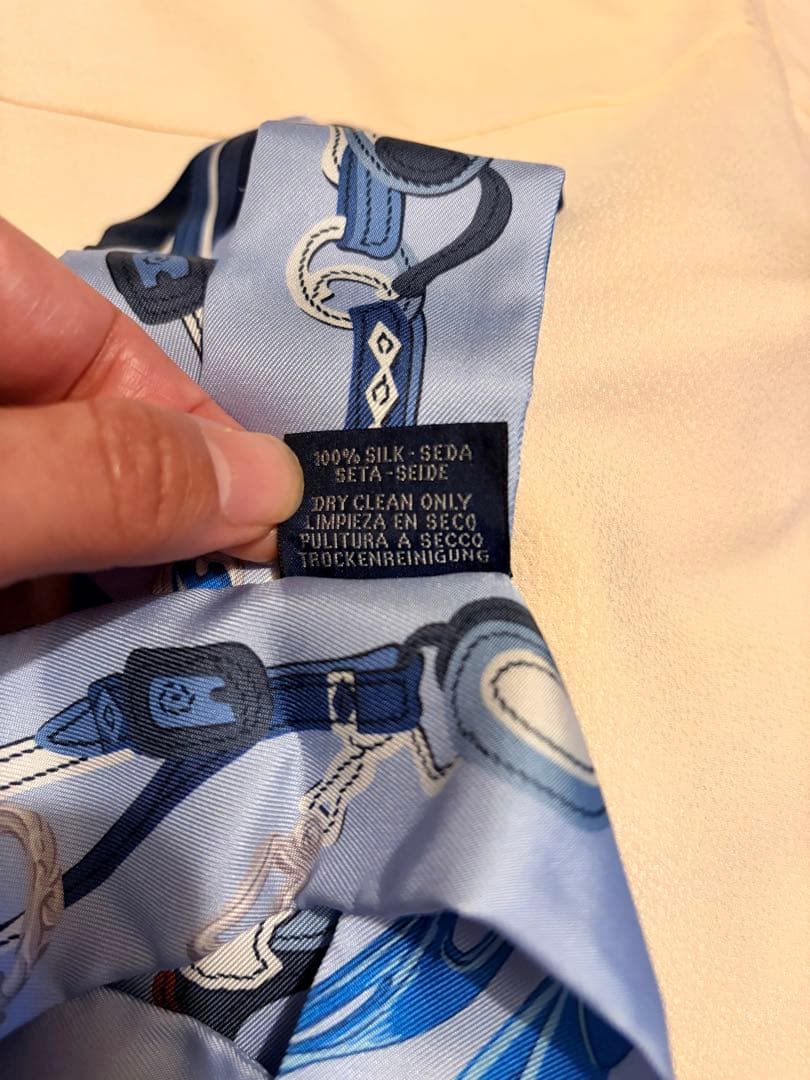 100% SILK-SEDA
SETA-SEIDE
DRY CLEAN ONLY
LIMPIEZA EN SECO
PULITURA A SECCO
TROCKENREINIGUNG